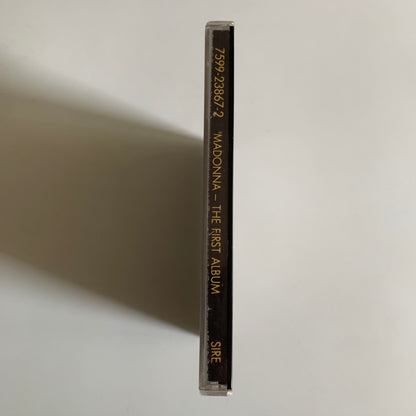 7599-23867-2 'MADONNA – THE FIRST ALBUM SIRE